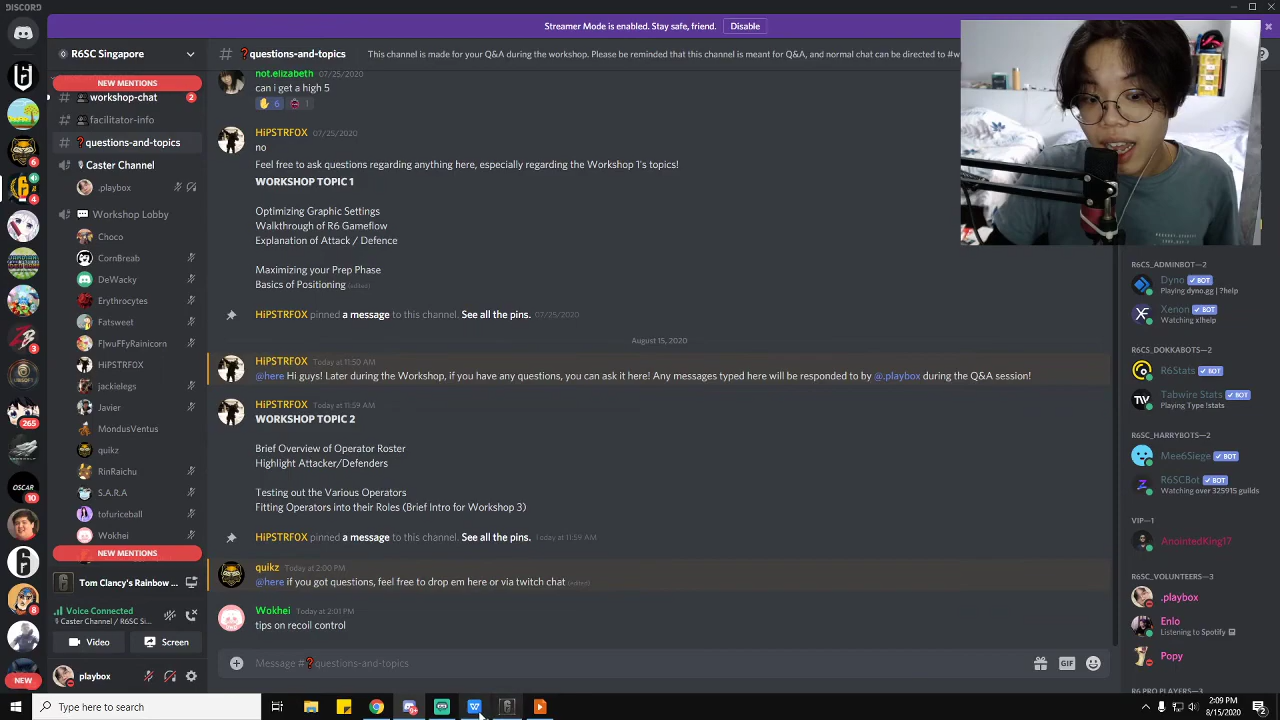 DISCORD
Streamer Mode is enabled. Stay safe, friend.
Disable
R6SC Singapore
NEW MENTIONS
workshop-chat
2
facilitator-info
questions-and-topics
Caster Channel
.playbox
Workshop Lobby
Choco
CornBreab
DeWacky
Erythrocytes
Fatsweet
F|wuFFyRainicorn
HiPSTRFOX
jackielegs
Javier
MondusVentus
quikz
RinRaichu
S.A.R.A
tofuriceball
Wokhei
NEW MENTIONS
Tom Clancy's Rainbow ...
Voice Connected
Caster Channel / R6SC Si...
Video
Screen
playbox
6
4
3
UBISOFT
265
OSCAR
10
8
NEW
# questions-and-topics
This channel is made for your Q&A during the workshop. Please be reminded that this channel is meant for Q&A, and normal chat can be directed to #w
not.elizabeth 07/25/2020
can i get a high 5
6
1
HiPSTRFOX 07/25/2020
no
Feel free to ask questions regarding anything here, especially regarding the Workshop 1's topics!
WORKSHOP TOPIC 1
Optimizing Graphic Settings
Walkthrough of R6 Gameflow
Explanation of Attack / Defence
Maximizing your Prep Phase
Basics of Positioning (edited)
HiPSTRFOX pinned a message to this channel. See all the pins. 07/25/2020
August 15, 2020
HiPSTRFOX Today at 11:50 AM
@here Hi guys! Later during the Workshop, if you have any questions, you can ask it here! Any messages typed here will be responded to by @.playbox during the Q&A session!
HiPSTRFOX Today at 11:59 AM
WORKSHOP TOPIC 2
Brief Overview of Operator Roster
Highlight Attacker/Defenders
Testing out the Various Operators
Fitting Operators into their Roles (Brief Intro for Workshop 3)
HiPSTRFOX pinned a message to this channel. See all the pins. Today at 11:59 AM
quikz Today at 2:00 PM
@here if you got questions, feel free to drop em here or via twitch chat (edited)
Wokhei Today at 2:01 PM
tips on recoil control
Message #questions-and-topics
GIF
R6CS_ADMINBOT—2
Dyno BOT
Playing dyno.gg | ?help
Xenon BOT
Watching x!help
R6CS_DOKKABOTS—2
R6Stats BOT
Tabwire Stats BOT
Playing Type !stats
R6SC_HARRYBOTS—2
Mee6Siege BOT
R6SCBot BOT
Watching over 325915 guilds
VIP—1
AnointedKing17
R6SC_VOLUNTEERS—3
.playbox
Enlo
Listening to Spotify
Popy
R6 PRO PLAYERS—3
Type here to search
2:09 PM
8/15/2020
2